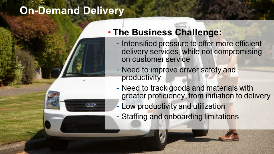 On-Demand Delivery
• The Business Challenge:
- Intensified pressure to offer more efficient
delivery services, while not compromising
on customer service
- Need to improve driver safety and
productivity
- Need to track goods and materials with
greater proficiency, from initiation to delivery
- Low productivity and utilization
- Staffing and onboarding limitations